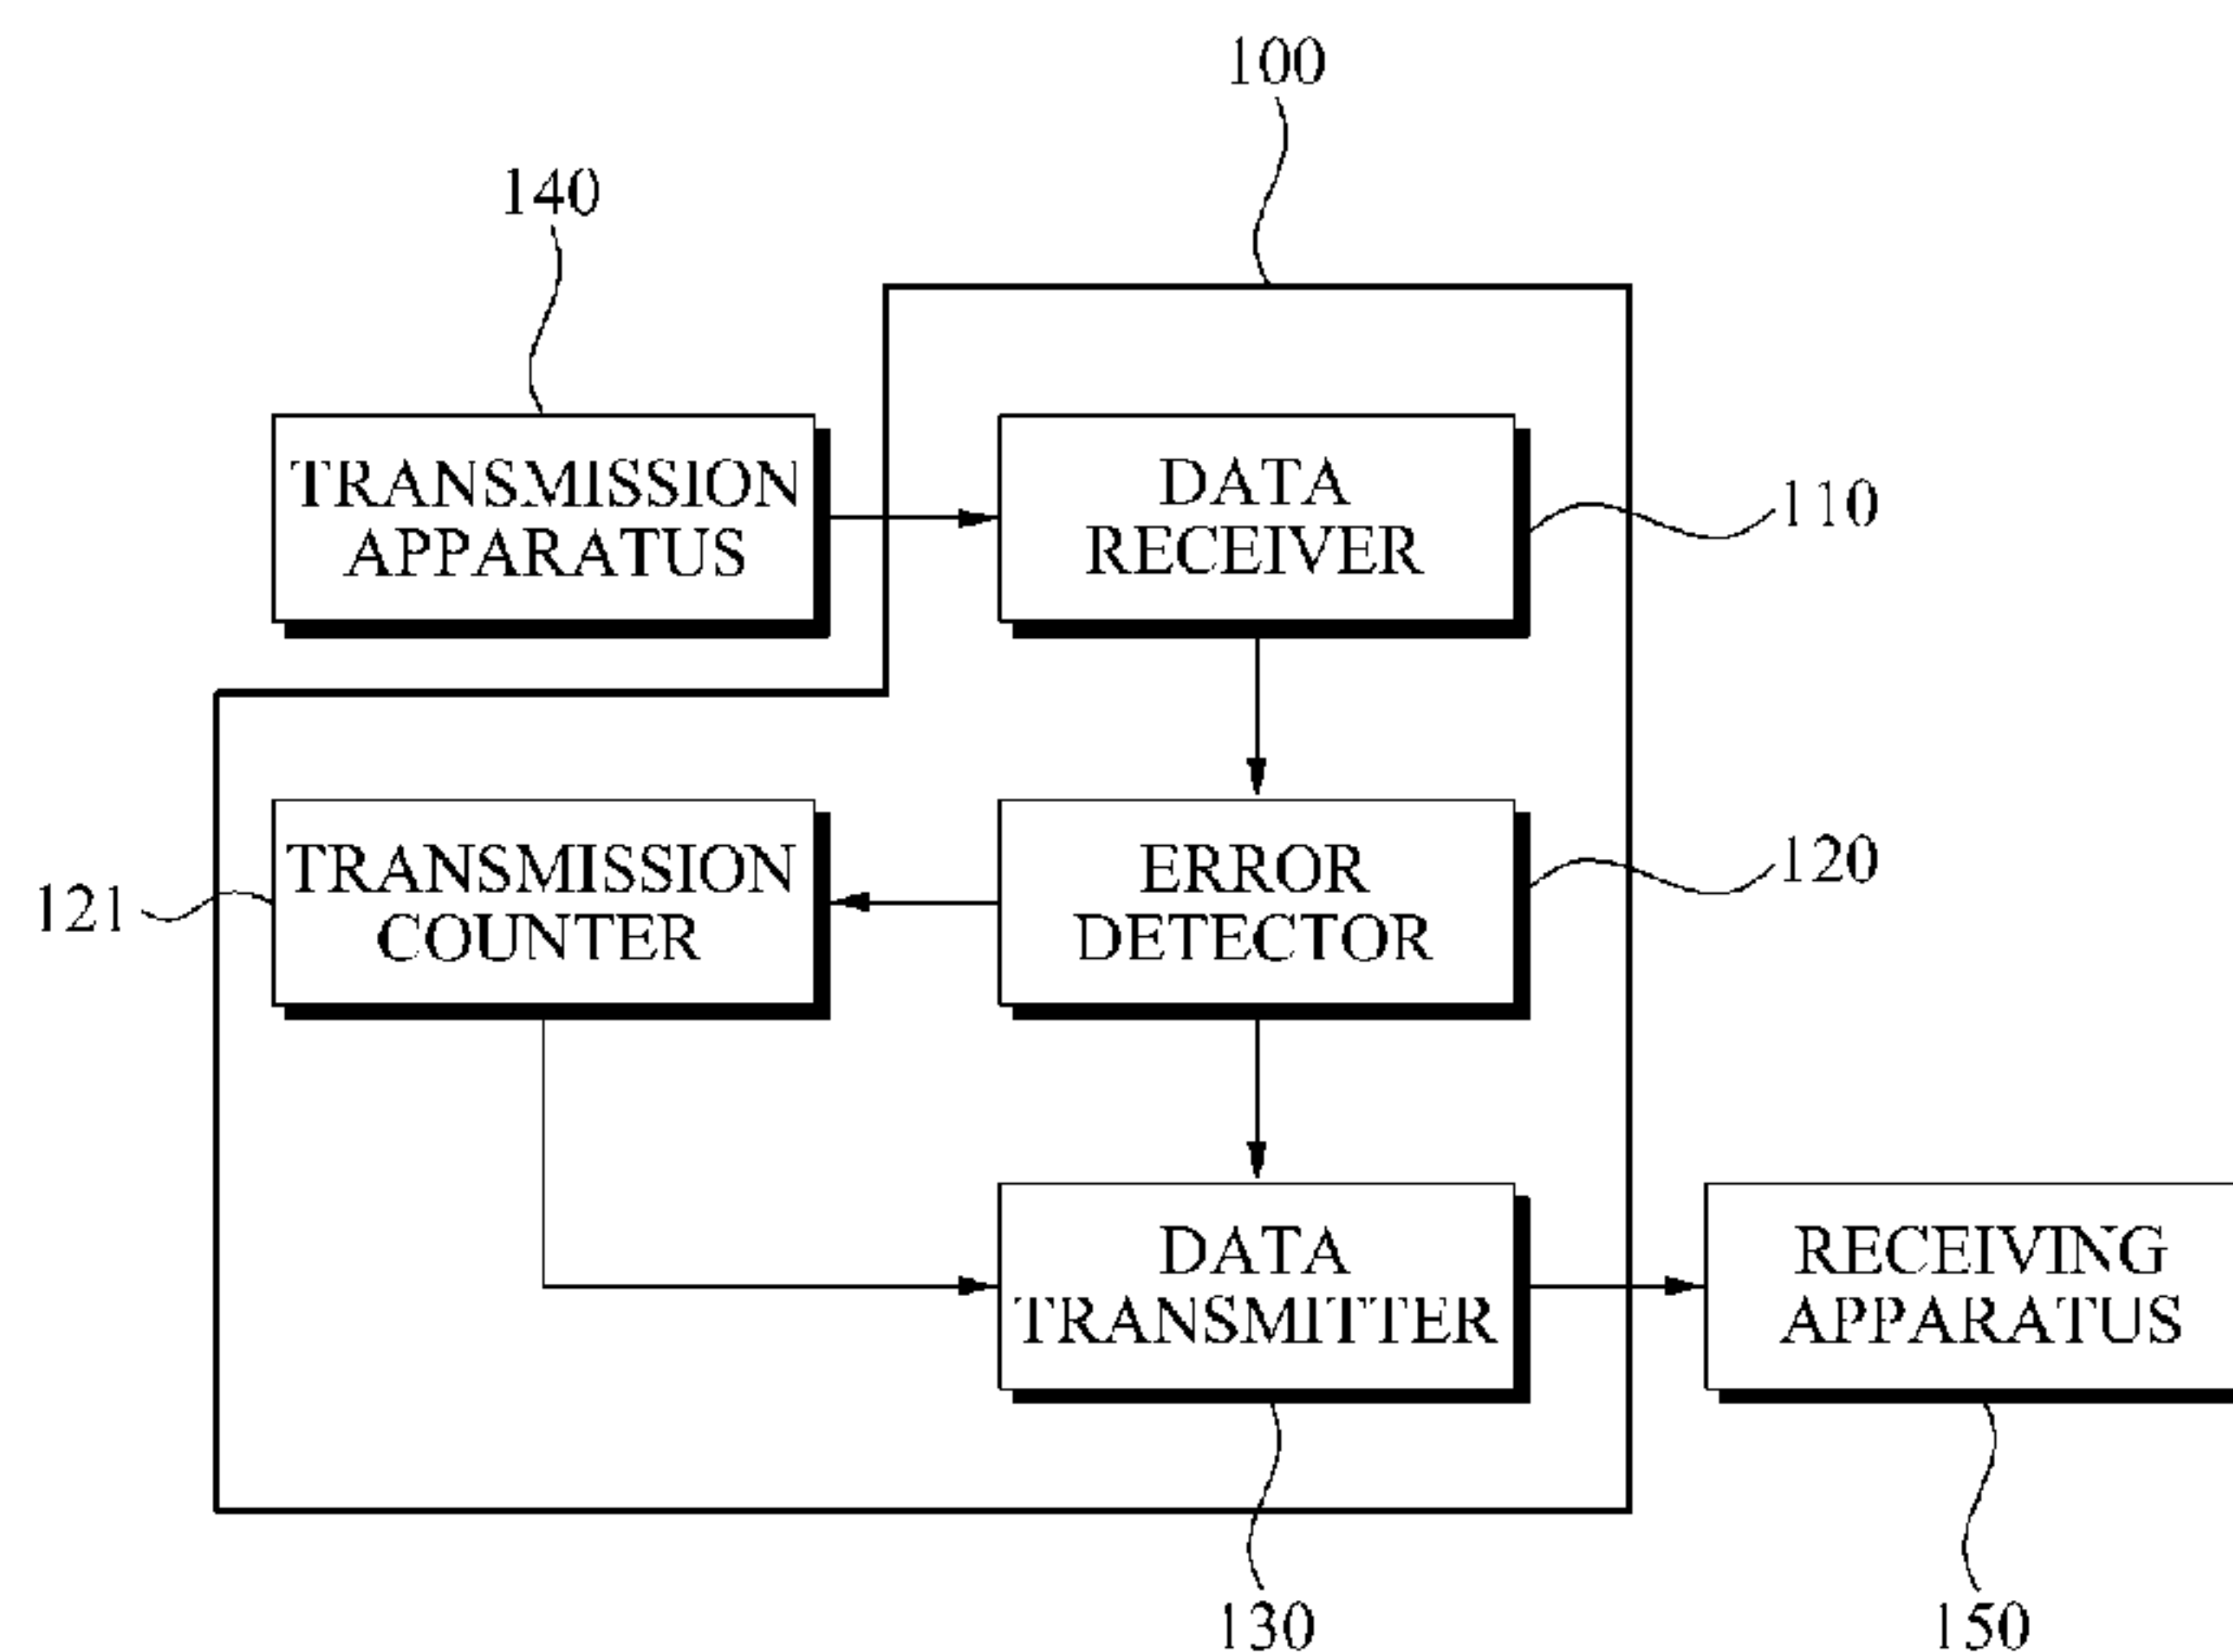 100
140
TRANSMISSION
APPARATUS
DATA
RECEIVER
110
121
TRANSMISSION
COUNTER
ERROR
DETECTOR
120
DATA
TRANSMITTER
RECEIVING
APPARATUS
130
150